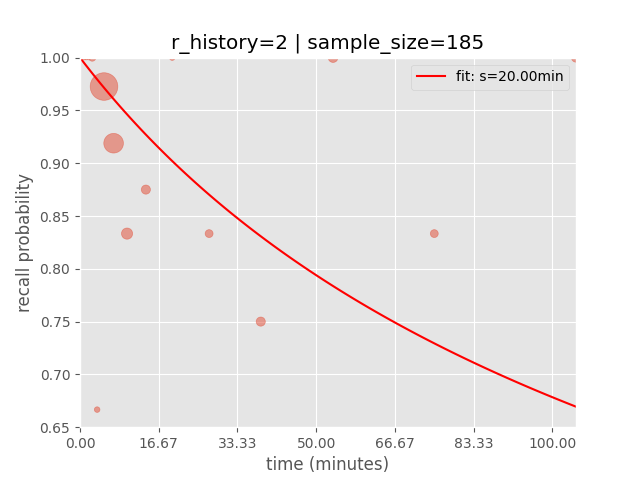 r_history=2 | sample_size=185
fit: s=20.00min
1.00
0.95
0.90
0.85
0.80
0.75
0.70
0.65
recall probability
0.00 16.67 33.33 50.00 66.67 83.33 100.00
time (minutes)